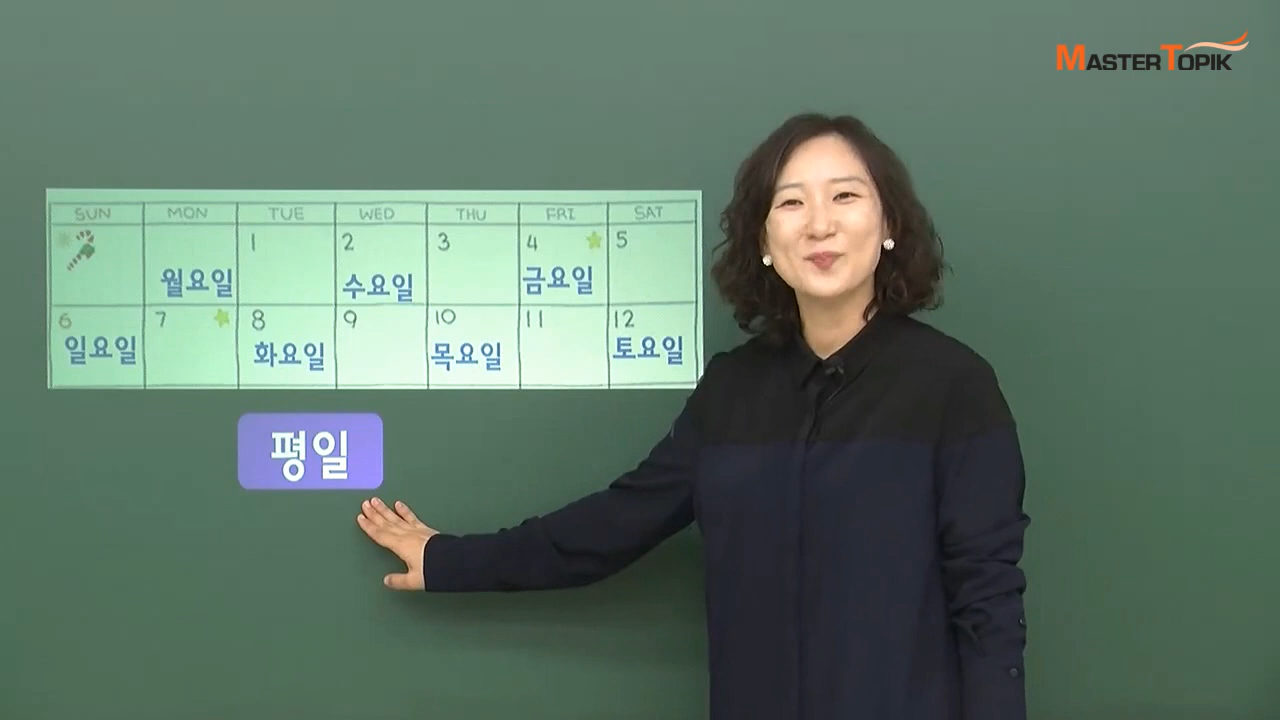 MASTERTOPIK
SUN MON TUE WED THU FRI SAT
1 2 3 4 5
월요일 수요일 금요일
6 7 8 9 10 11 12
일요일 화요일 목요일 토요일
평일